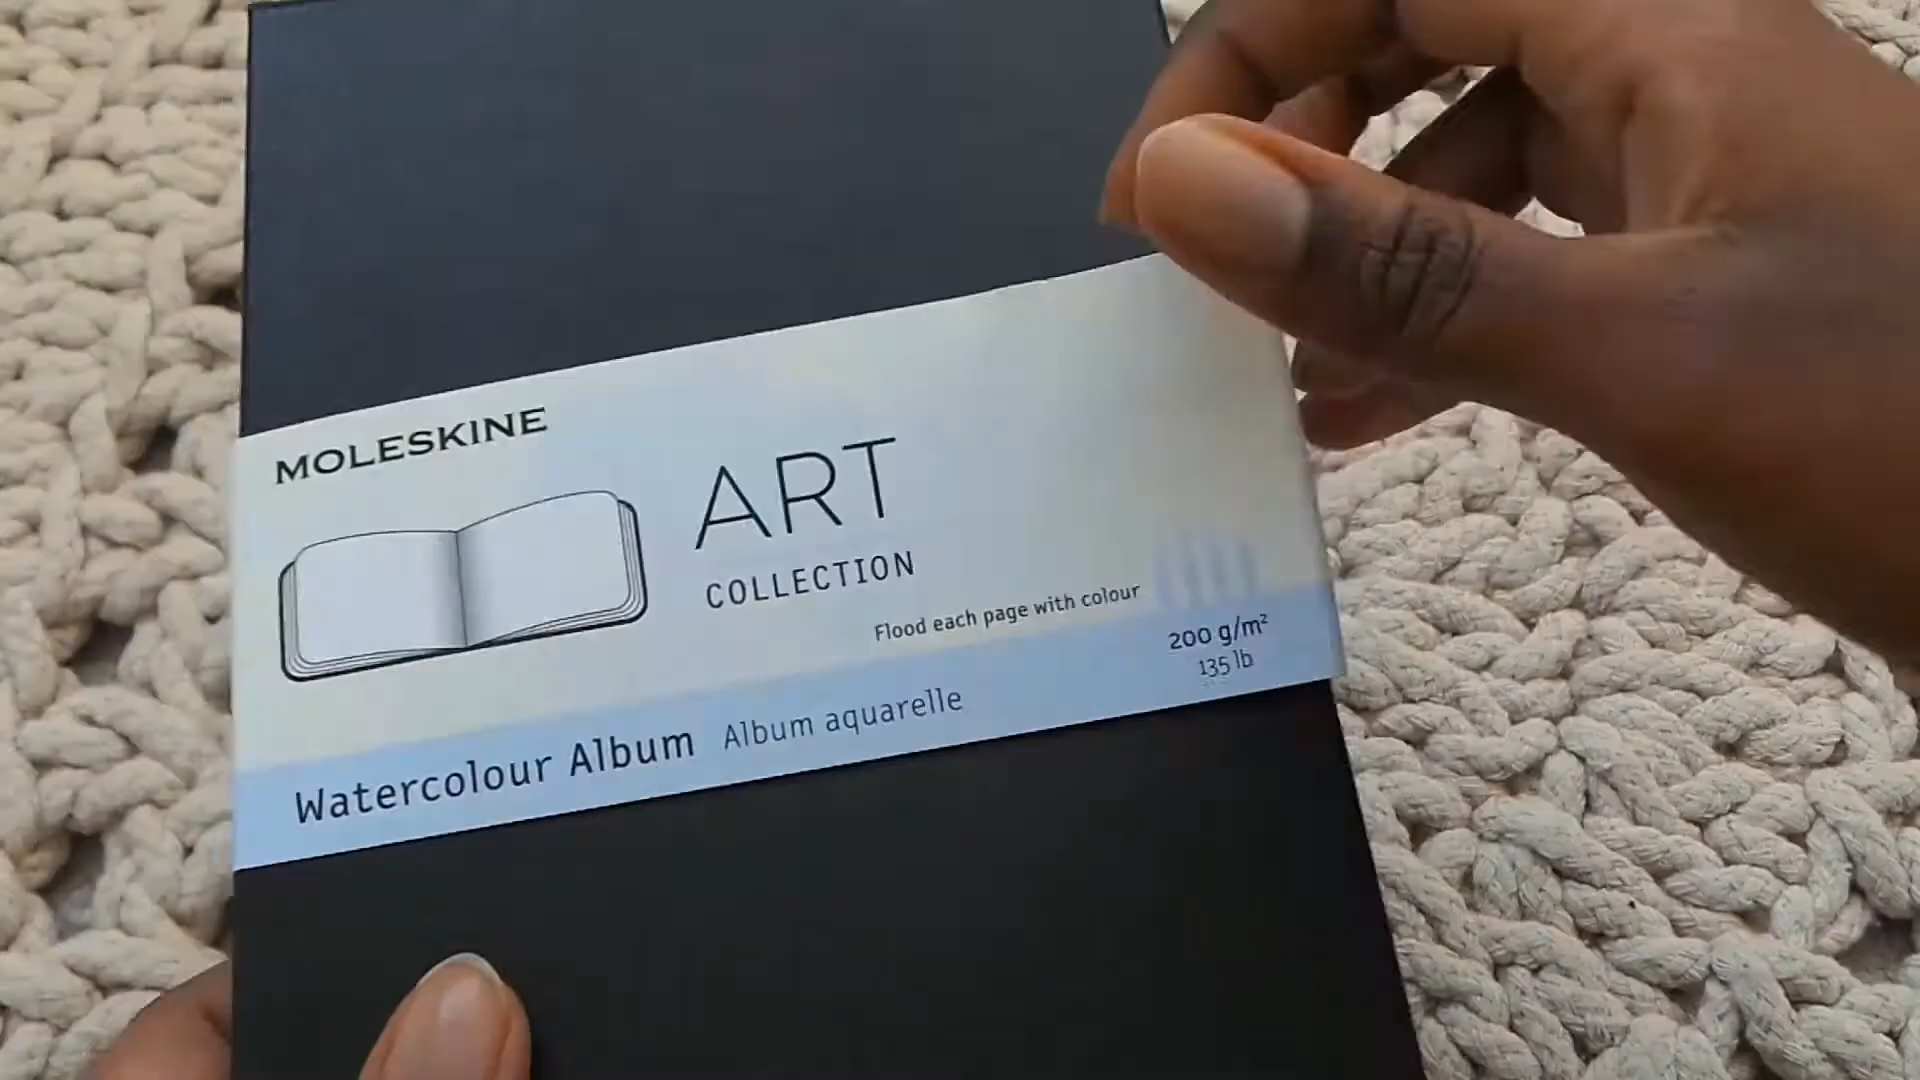 MOLESKINE
ART
COLLECTION
Flood each page with colour
200 g/m²
135 lb
Watercolour Album Album aquarelle